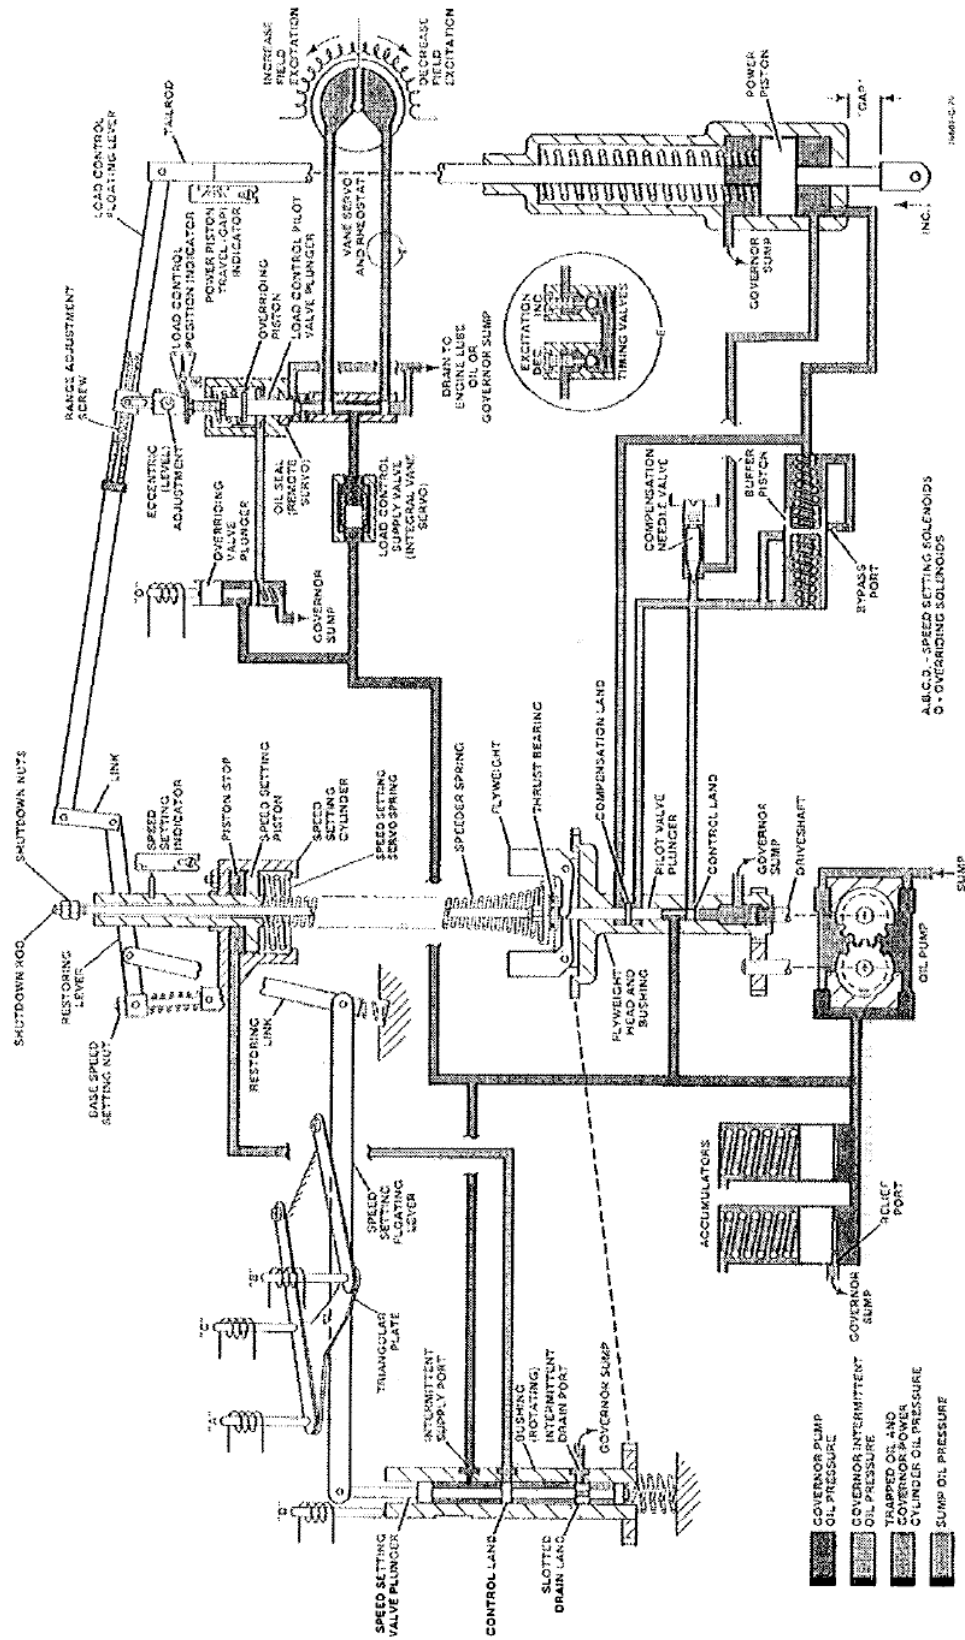 SHUTDOWN ROD
SHUTDOWN NUTS
LINK
RESTORING
LEVER
BASE SPEED
SETTING NUT
SPEED
SETTING
INDICATOR
PISTON STOP
SPEED SETTING
PISTON
SPEED
SETTING
CYLINDER
SPEED SETTING
SERVO SPRING
RESTORING
LINK
SPEED
SETTING
FLOATING
LEVER
TRIANGULAR
PLATE
RANGE ADJUSTMENT
SCREW
LOAD CONTROL
FLOATING LEVER
TAILROD
ECCENTRIC
(LEVEL)
ADJUSTMENT
LOAD CONTROL
POSITION INDICATOR
POWER PISTON
TRAVEL (GAP)
INDICATOR
OVERRIDING
PISTON
LOAD CONTROL PILOT
VALVE PLUNGER
OVERRIDING
VALVE
PLUNGER
OIL SEAL
(REMOTE
SERVO)
GOVERNOR
SUMP
LOAD CONTROL
SUPPLY VALVE
(INTEGRAL VANE
SERVO)
VANE SERVO
AND RHEOSTAT
INCREASE
FIELD
EXCITATION
DECREASE
FIELD
EXCITATION
DRAIN TO
ENGINE LUBE
OIL OR
GOVERNOR SUMP
EXCITATION
DEC. INC.
TIMING VALVES
SPEEDER SPRING
FLYWEIGHT
THRUST BEARING
COMPENSATION LAND
PILOT VALVE
PLUNGER
CONTROL LAND
GOVERNOR
SUMP
DRIVESHAFT
FLYWEIGHT
HEAD AND
BUSHING
COMPENSATION
NEEDLE VALVE
BUFFER
PISTON
BYPASS
PORT
GOVERNOR
SUMP
POWER
PISTON
"GAP"
INC.
OIL PUMP
SUMP
ACCUMULATORS
RELIEF
PORT
GOVERNOR
SUMP
INTERMITTENT
SUPPLY PORT
BUSHING
(ROTATING)
INTERMITTENT
DRAIN PORT
GOVERNOR SUMP
SPEED SETTING
VALVE PLUNGER
CONTROL LAND
SLOTTED
DRAIN LAND
A,B,C,D, - SPEED SETTING SOLENOIDS
O - OVERRIDING SOLENOIDS
GOVERNOR PUMP
OIL PRESSURE
GOVERNOR INTERMITTENT
OIL PRESSURE
TRAPPED OIL AND
GOVERNOR POWER
CYLINDER OIL PRESSURE
SUMP OIL PRESSURE